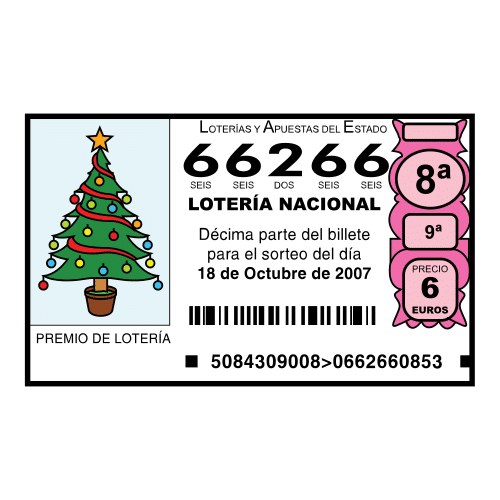 LOTERÍAS Y APUESTAS DEL ESTADO
66266
SEIS SEIS DOS SEIS SEIS
LOTERÍA NACIONAL
Décima parte del billete
para el sorteo del día
18 de Octubre de 2007
8ª
9ª
PRECIO
6
EUROS
PREMIO DE LOTERÍA
5084309008>0662660853